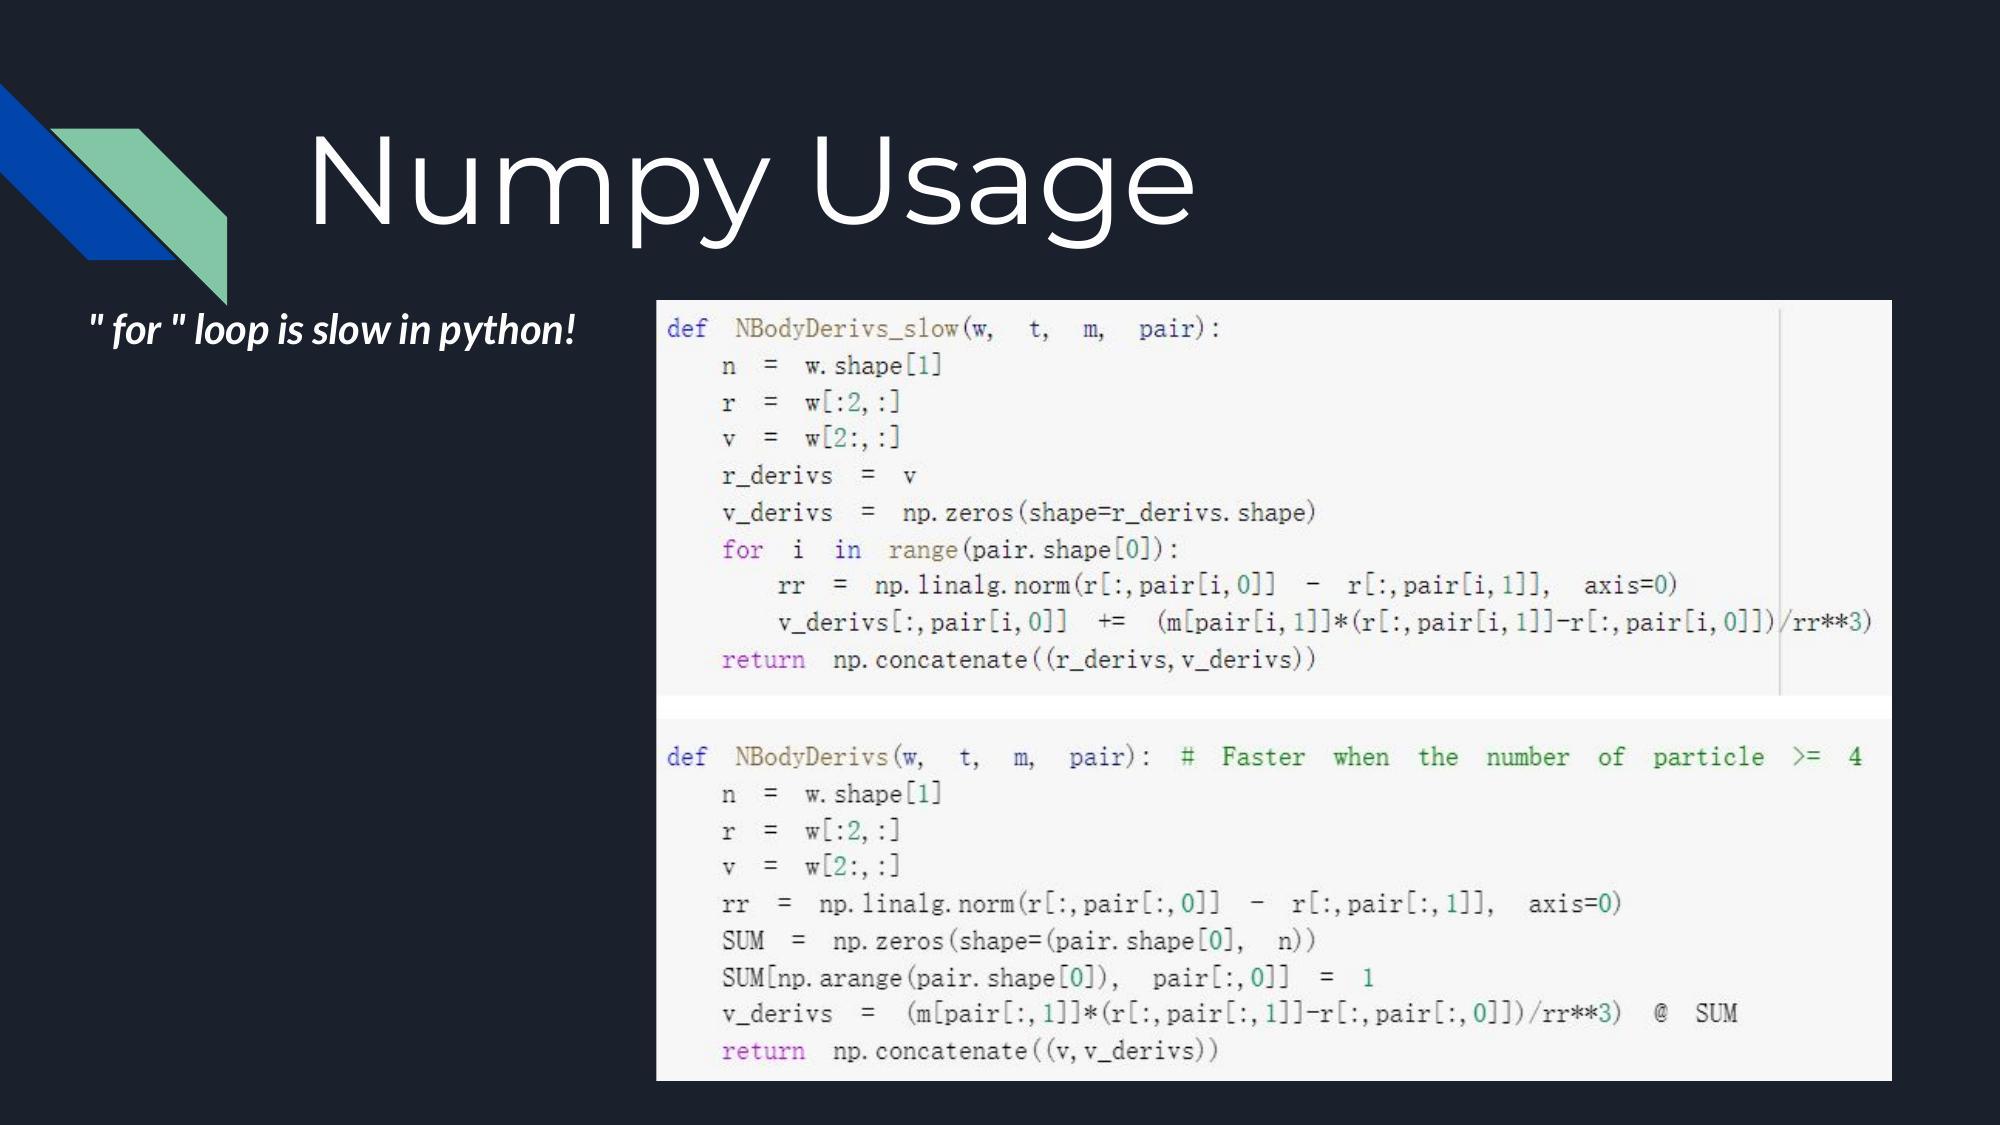 Numpy Usage
" for " loop is slow in python!
def NBodyDerivs_slow(w, t, m, pair):
    n = w.shape[1]
    r = w[:2,:]
    v = w[2:,:]
    r_derivs = v
    v_derivs = np.zeros(shape=r_derivs.shape)
    for i in range(pair.shape[0]):
        rr = np.linalg.norm(r[:,pair[i,0]] - r[:,pair[i,1]], axis=0)
        v_derivs[:,pair[i,0]] += (m[pair[i,1]]*(r[:,pair[i,1]]-r[:,pair[i,0]])/rr**3)
    return np.concatenate((r_derivs,v_derivs))
def NBodyDerivs(w, t, m, pair): # Faster when the number of particle >= 4
    n = w.shape[1]
    r = w[:2,:]
    v = w[2:,:]
    rr = np.linalg.norm(r[:,pair[:,0]] - r[:,pair[:,1]], axis=0)
    SUM = np.zeros(shape=(pair.shape[0], n))
    SUM[np.arange(pair.shape[0]), pair[:,0]] = 1
    v_derivs = (m[pair[:,1]]*(r[:,pair[:,1]]-r[:,pair[:,0]])/rr**3) @ SUM
    return np.concatenate((v,v_derivs))